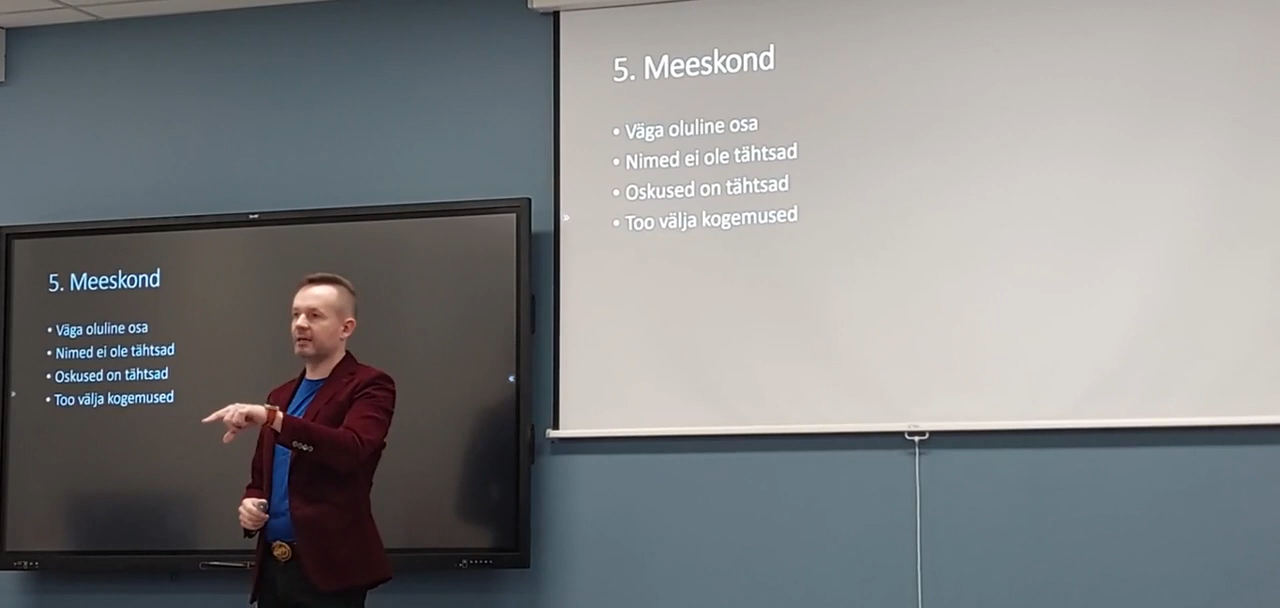 5. Meeskond
• Väga oluline osa
• Nimed ei ole tähtsad
• Oskused on tähtsad
• Too välja kogemused
5. Meeskond
• Väga oluline osa
• Nimed ei ole tähtsad
• Oskused on tähtsad
• Too välja kogemused